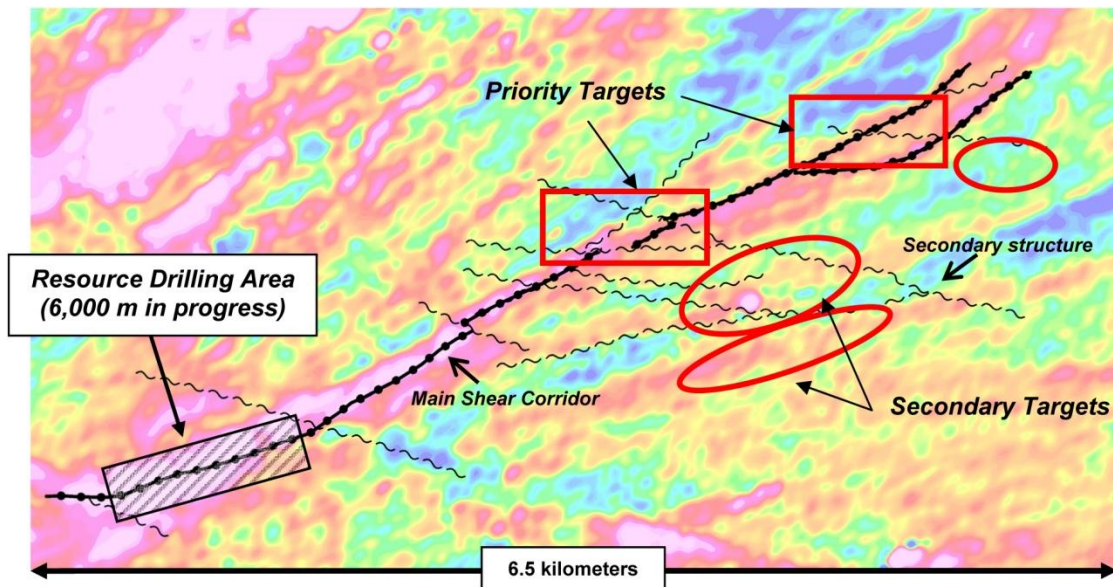 Priority Targets
Secondary structure
Resource Drilling Area
(6,000 m in progress)
Main Shear Corridor
Secondary Targets
6.5 kilometers